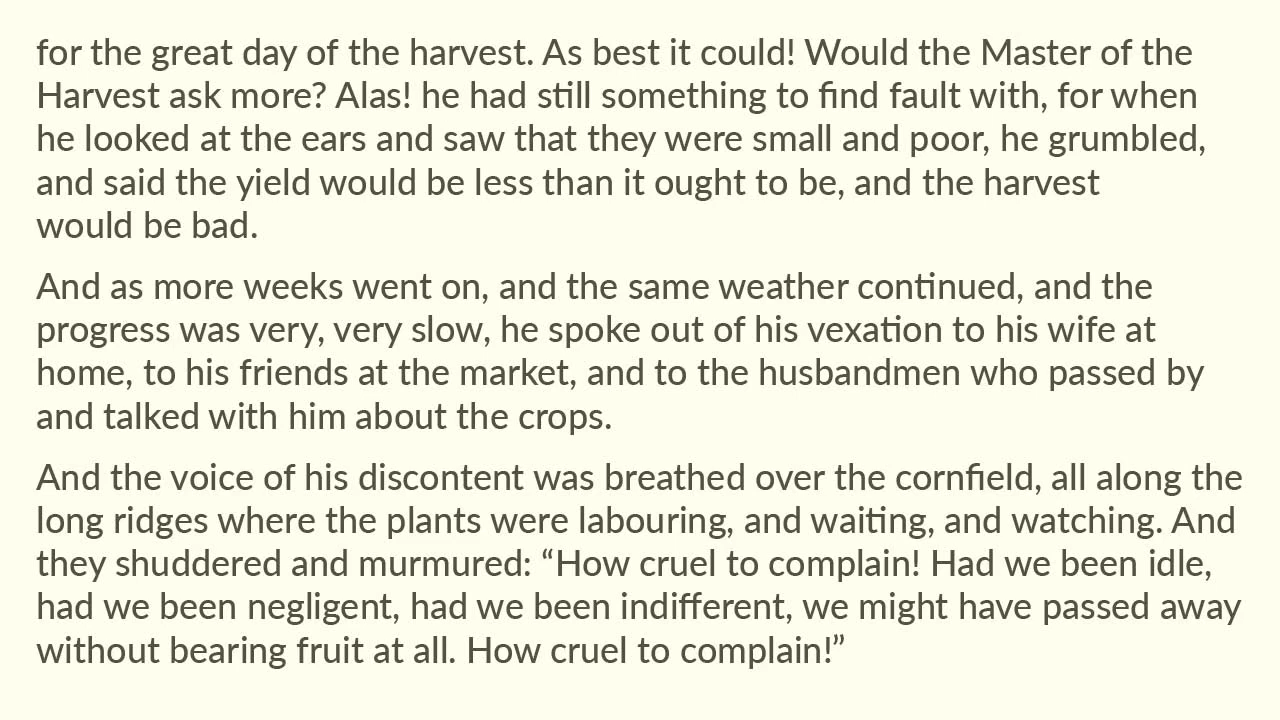 for the great day of the harvest. As best it could! Would the Master of the
Harvest ask more? Alas! he had still something to find fault with, for when
he looked at the ears and saw that they were small and poor, he grumbled,
and said the yield would be less than it ought to be, and the harvest
would be bad.
And as more weeks went on, and the same weather continued, and the
progress was very, very slow, he spoke out of his vexation to his wife at
home, to his friends at the market, and to the husbandmen who passed by
and talked with him about the crops.
And the voice of his discontent was breathed over the cornfield, all along the
long ridges where the plants were labouring, and waiting, and watching. And
they shuddered and murmured: “How cruel to complain! Had we been idle,
had we been negligent, had we been indifferent, we might have passed away
without bearing fruit at all. How cruel to complain!”